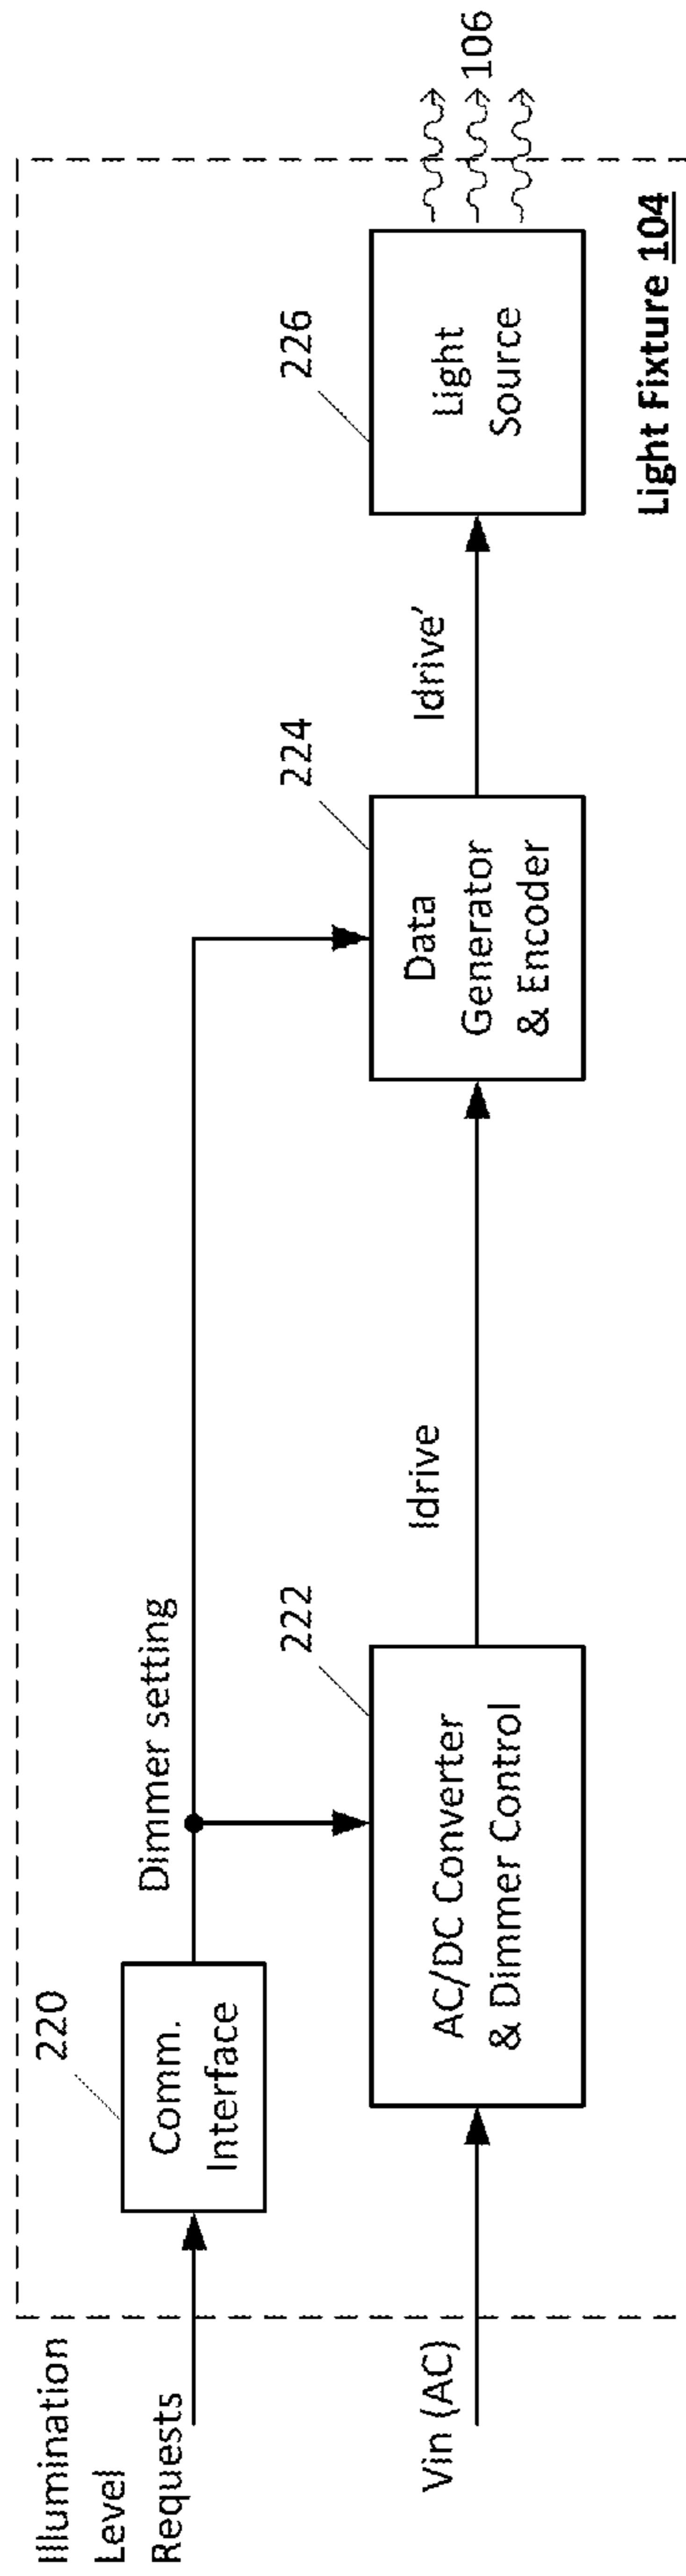 Illumination
Level
Requests
220
Comm.
Interface
Dimmer setting
Vin (AC)
222
AC/DC Converter
& Dimmer Control
Idrive
224
Data
Generator
& Encoder
Idrive’
226
Light
Source
106
Light Fixture 104